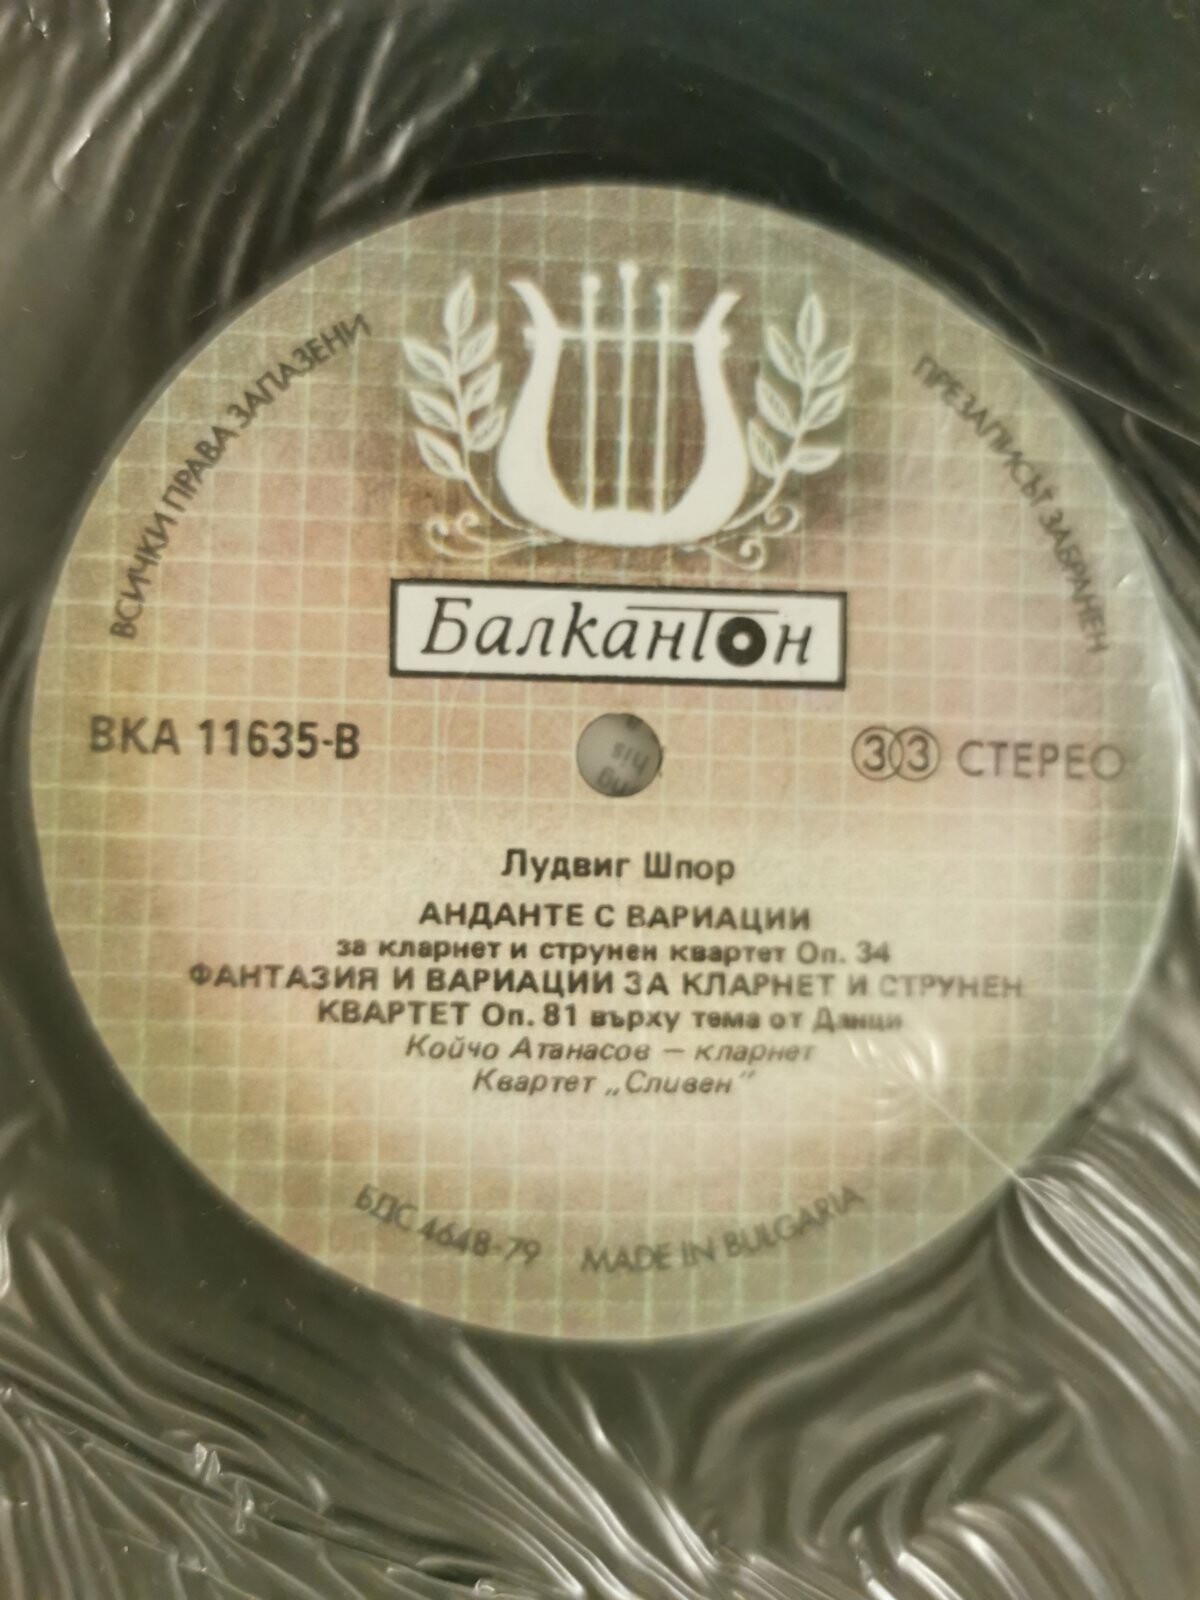 ВСИЧКИ ПРАВА ЗАПАЗЕНИ
ПРЕЗАПИСЪТ ЗАБРАНЕН
Балкантон
ВКА 11635-В
33 СТЕРЕО
Лудвиг Шпор
АНДАНТЕ С ВАРИАЦИИ
за кларнет и струнен квартет Оп. 34
ФАНТАЗИЯ И ВАРИАЦИИ ЗА КЛАРНЕТ И СТРУНЕН
КВАРТЕТ Оп. 81 върху тема от Данци
Койчо Атанасов – кларнет
Квартет „Сливен"
БДС 4648-79 MADE IN BULGARIA